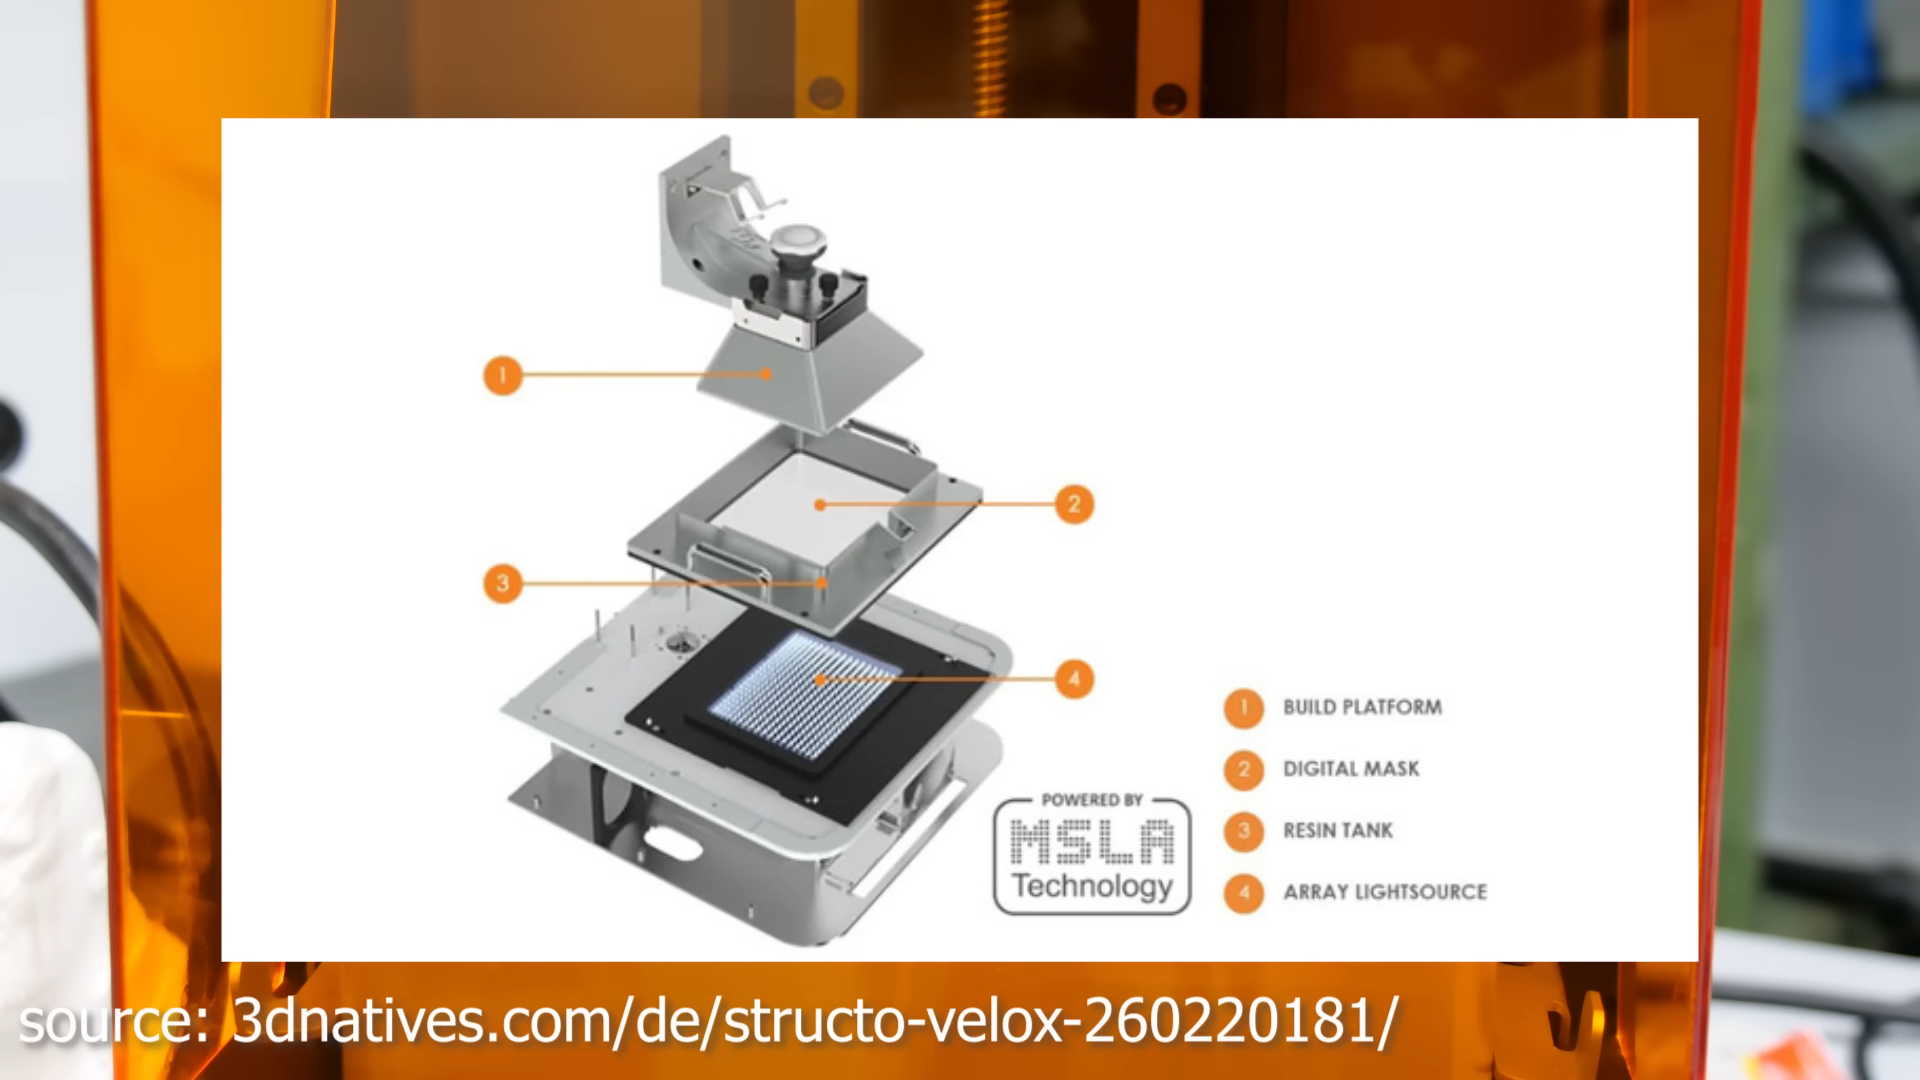 1
2
3
4
1 BUILD PLATFORM
2 DIGITAL MASK
3 RESIN TANK
4 ARRAY LIGHTSOURCE
POWERED BY
MSLA
Technology
source: 3dnatives.com/de/structo-velox-260220181/